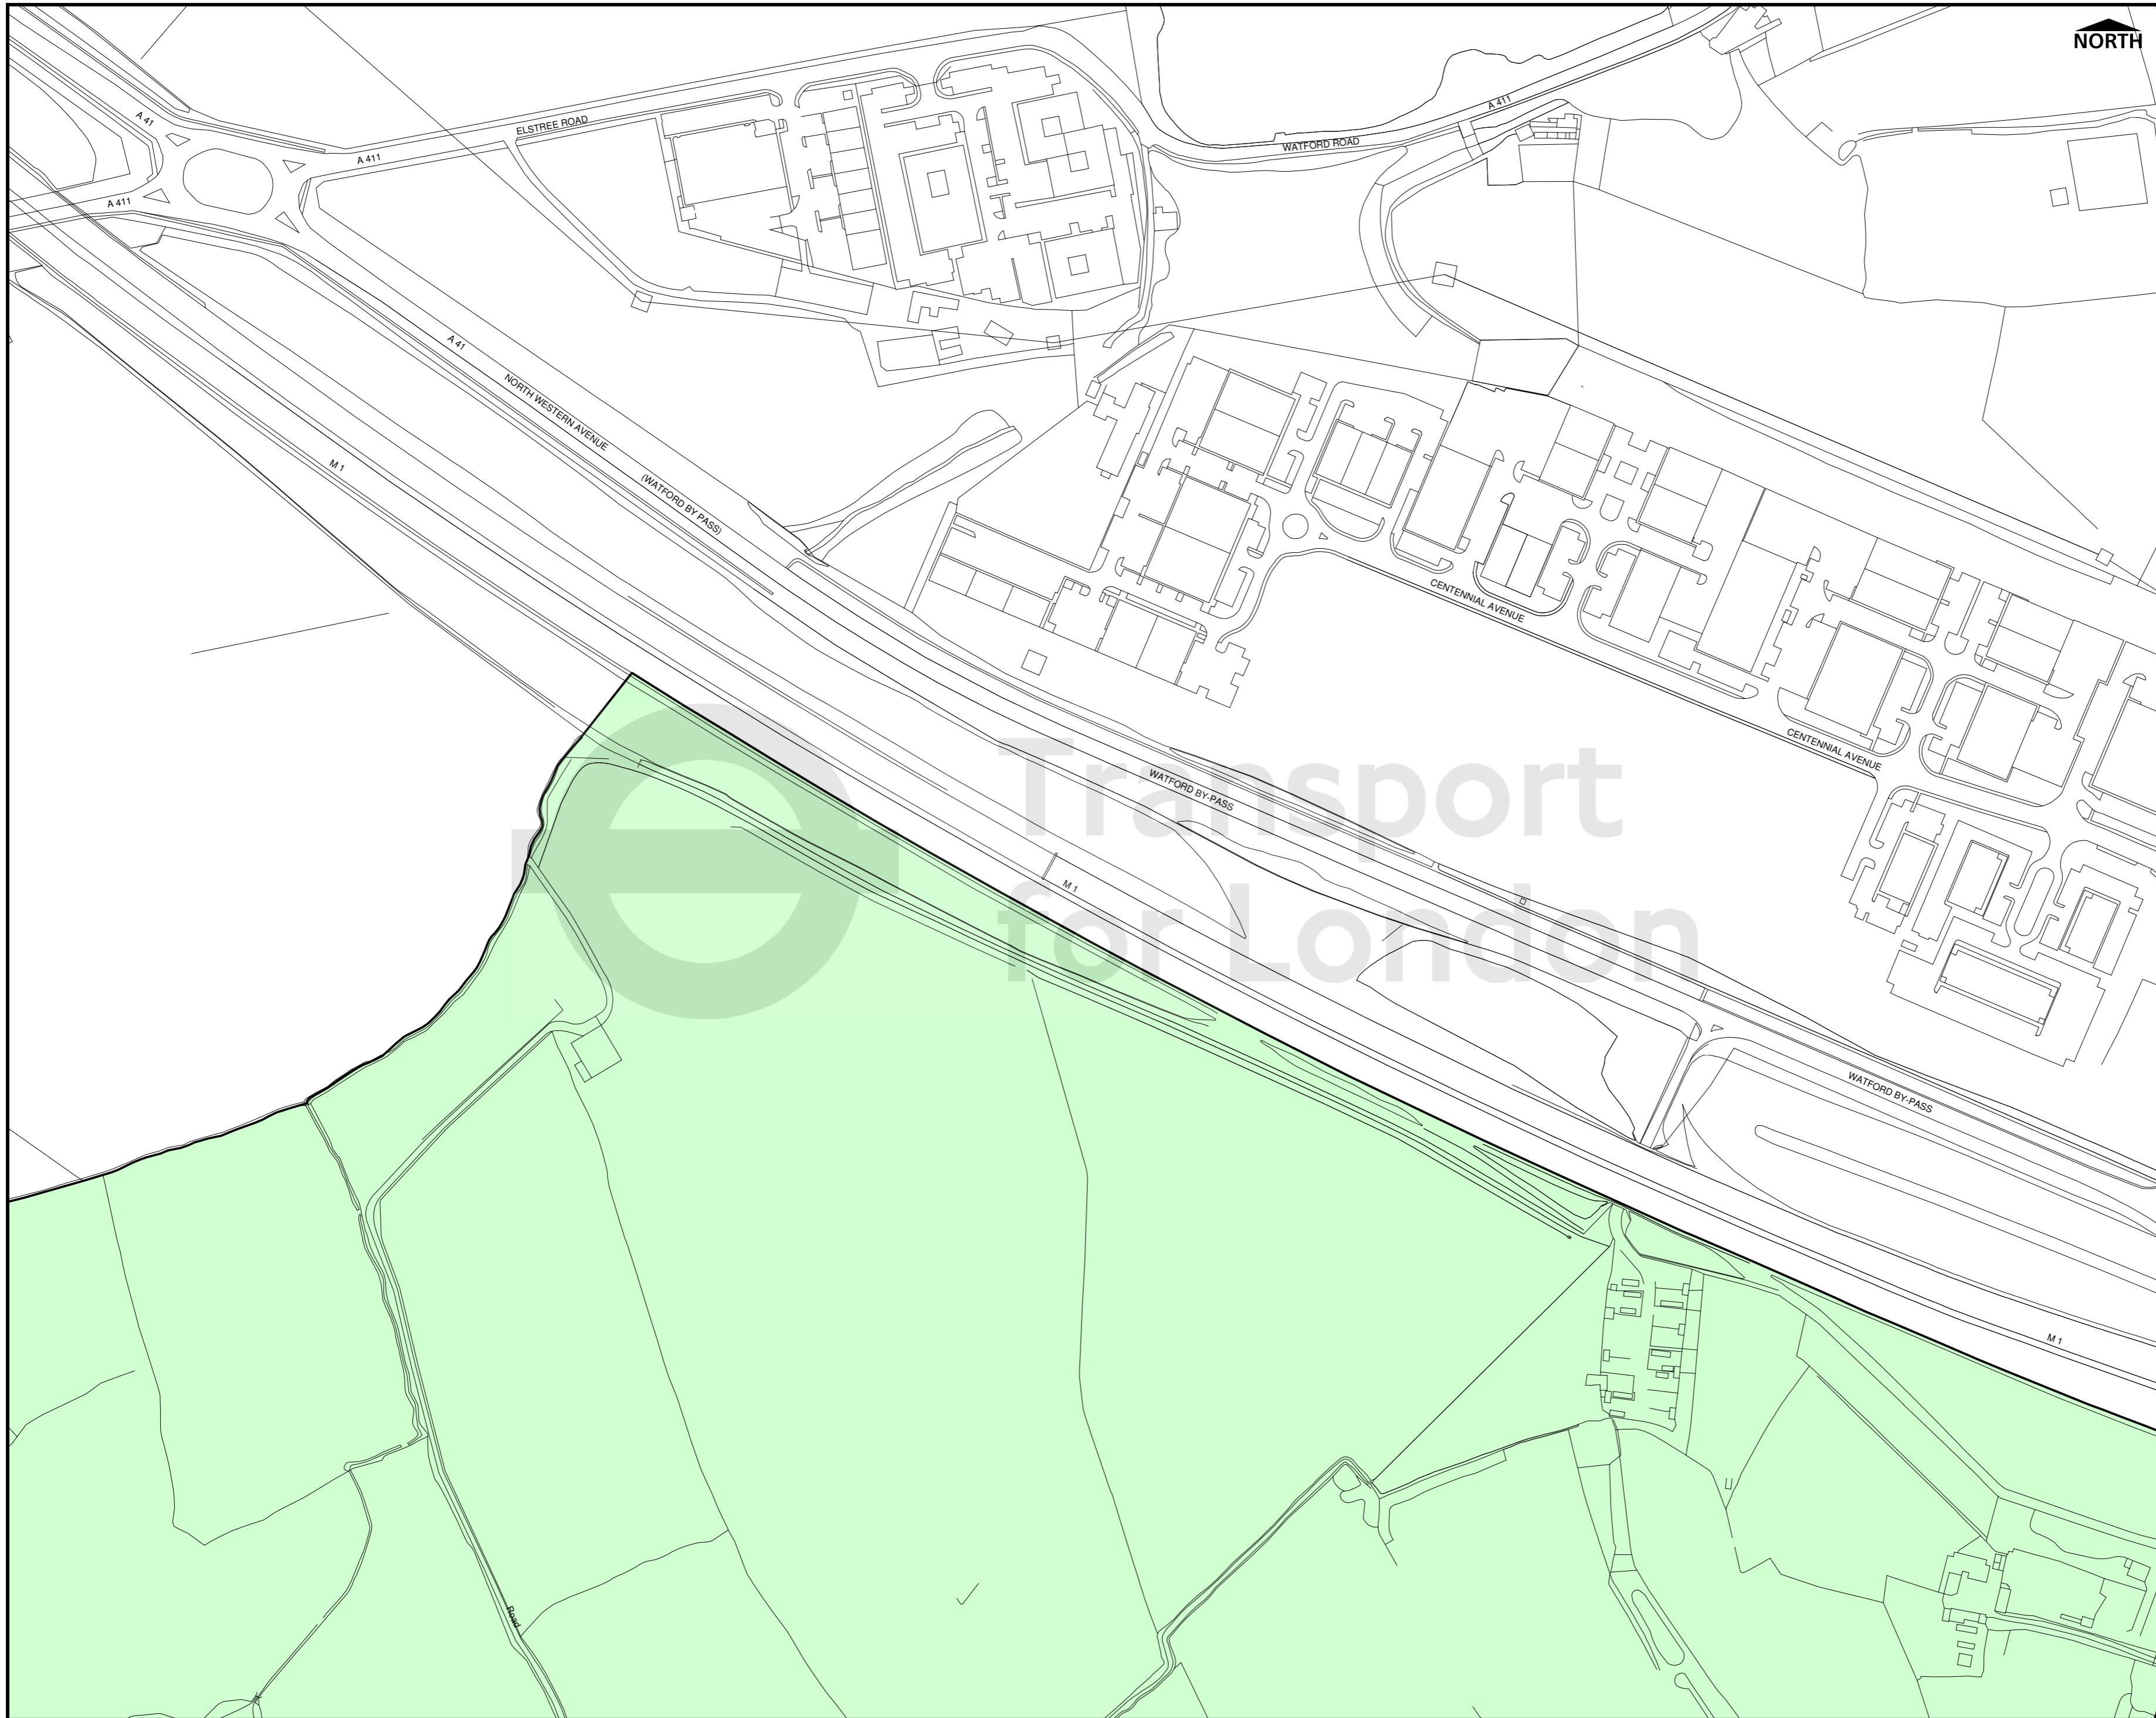 NORTH
A 41
A 411
ELSTREE ROAD
A 411
WATFORD ROAD
A 411
A 41
NORTH WESTERN AVENUE
(WATFORD BY PASS)
M 1
CENTENNIAL AVENUE
CENTENNIAL AVENUE
WATFORD BY-PASS
Transport
for London
M 1
WATFORD BY-PASS
M 1
Road